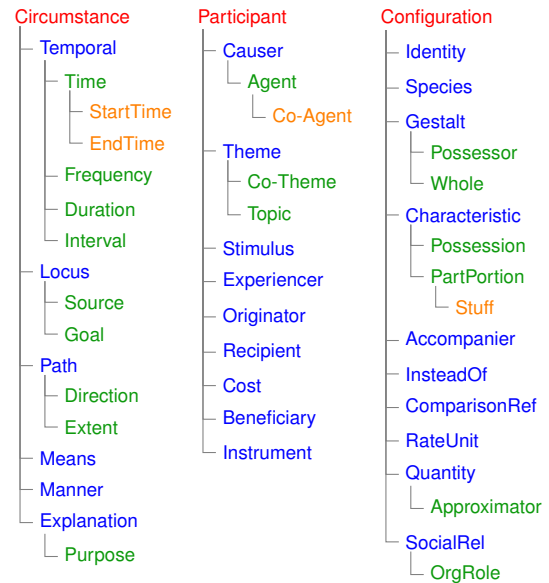 Circumstance
Temporal
Time
StartTime
EndTime
Frequency
Duration
Interval
Locus
Source
Goal
Path
Direction
Extent
Means
Manner
Explanation
Purpose
Participant
Causer
Agent
Co-Agent
Theme
Co-Theme
Topic
Stimulus
Experiencer
Originator
Recipient
Cost
Beneficiary
Instrument
Configuration
Identity
Species
Gestalt
Possessor
Whole
Characteristic
Possession
PartPortion
Stuff
Accompanier
InsteadOf
ComparisonRef
RateUnit
Quantity
Approximator
SocialRel
OrgRole